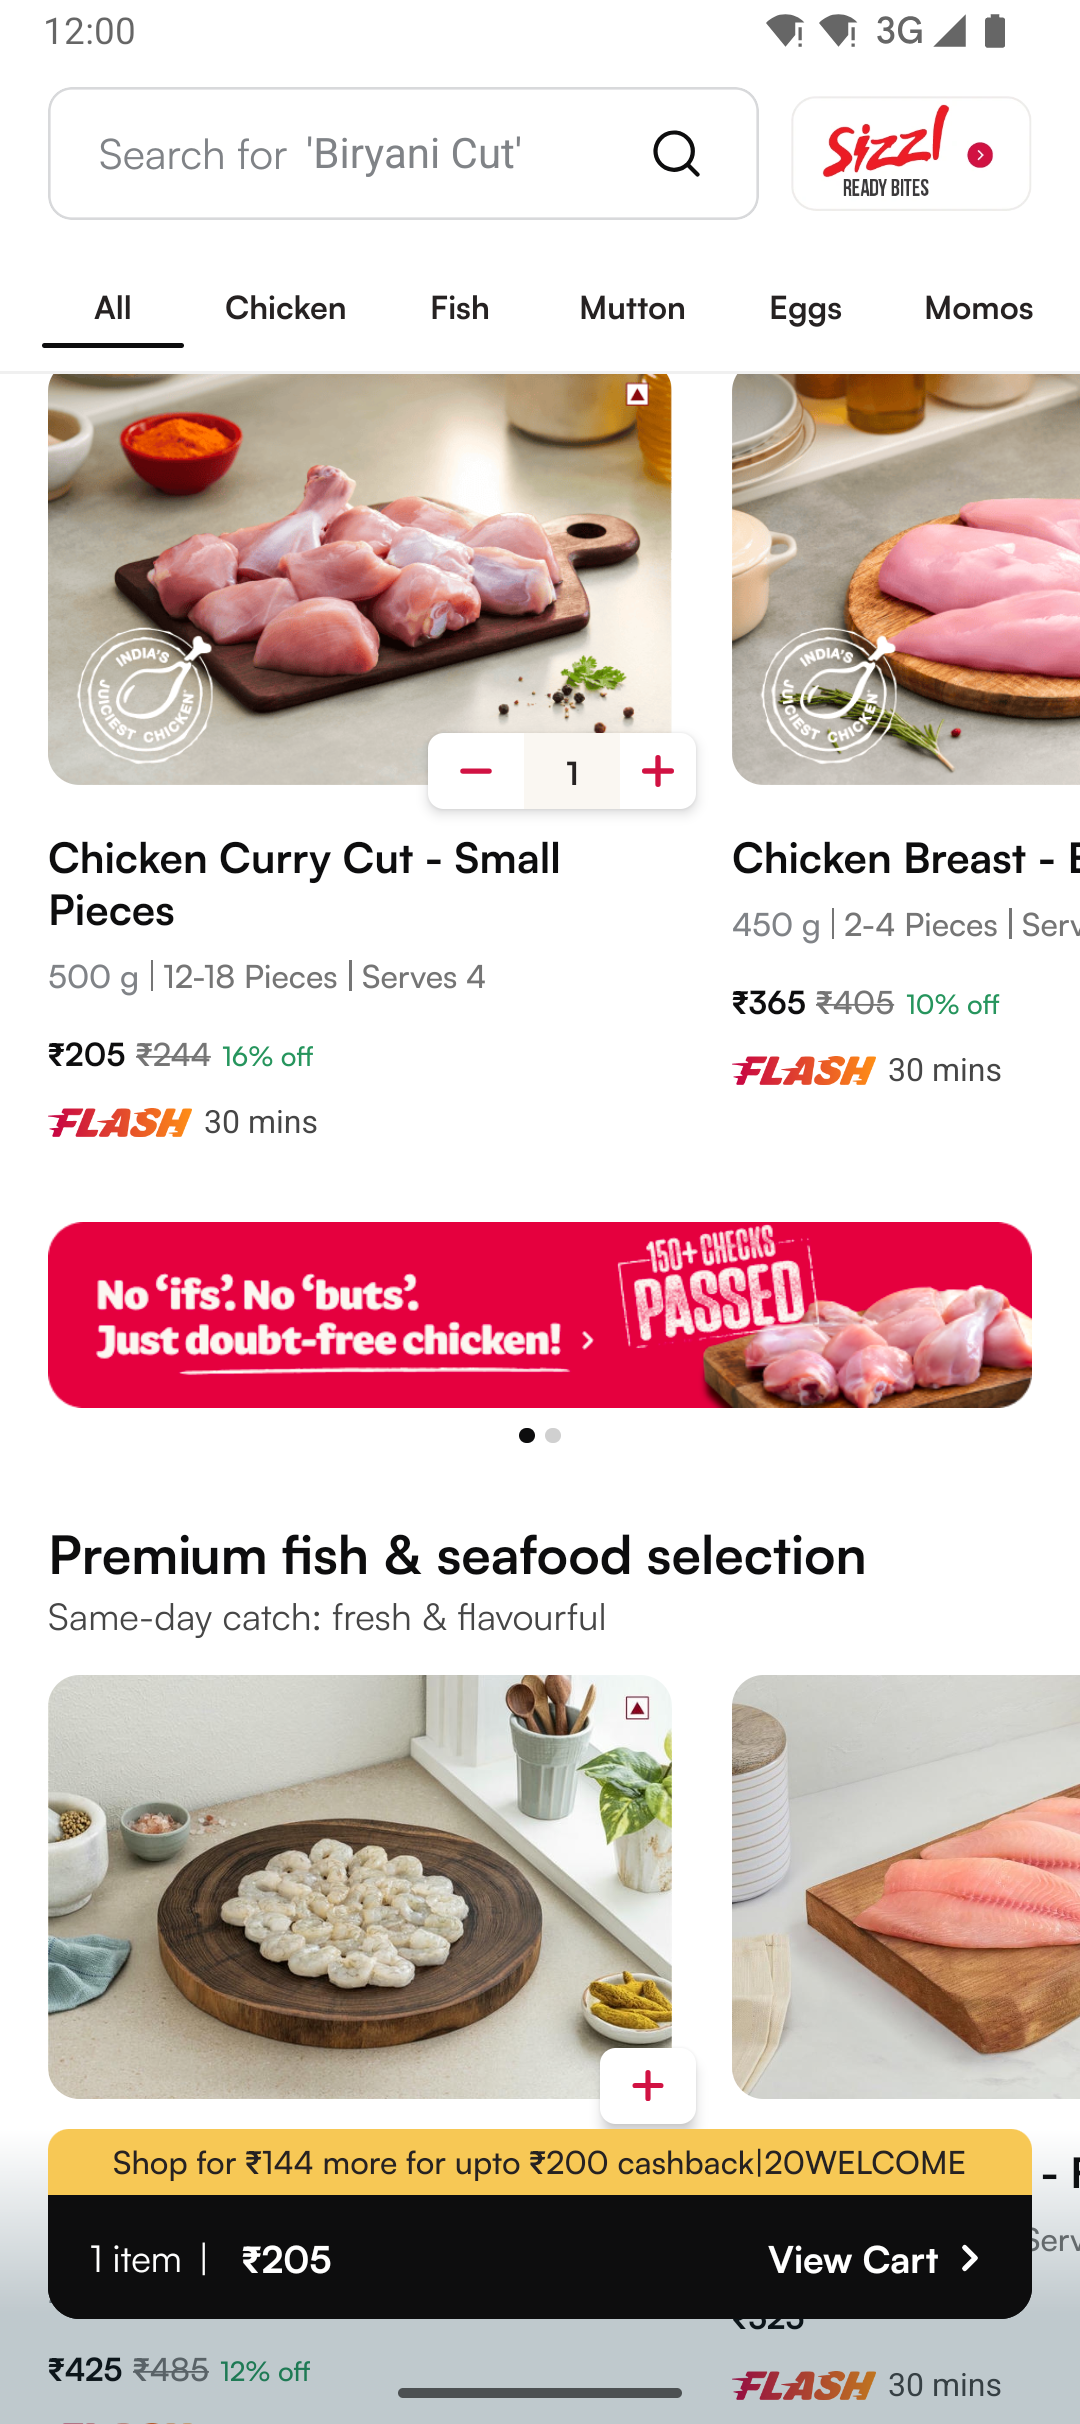 12:00
3G
Search for 'Biryani Cut'
Sizzl
READY BITES
All
Chicken
Fish
Mutton
Eggs
Momos
INDIA'S
JUICIEST CHICKEN
INDIA'S
JUICIEST CHICKEN
1
Chicken Curry Cut - Small
Pieces
500 g | 12-18 Pieces | Serves 4
₹205 ₹244 16% off
FLASH 30 mins
Chicken Breast -
450 g | 2-4 Pieces |
₹365 ₹405 10% off
FLASH 30 mins
No 'ifs'. No 'buts'.
Just doubt-free chicken!
150+ CHECKS
PASSED
Premium fish & seafood selection
Same-day catch: fresh & flavourful
Shop for ₹144 more for upto ₹200 cashback|20WELCOME
1 item | ₹205
View Cart
₹425 ₹485 12% off
FLASH 30 mins